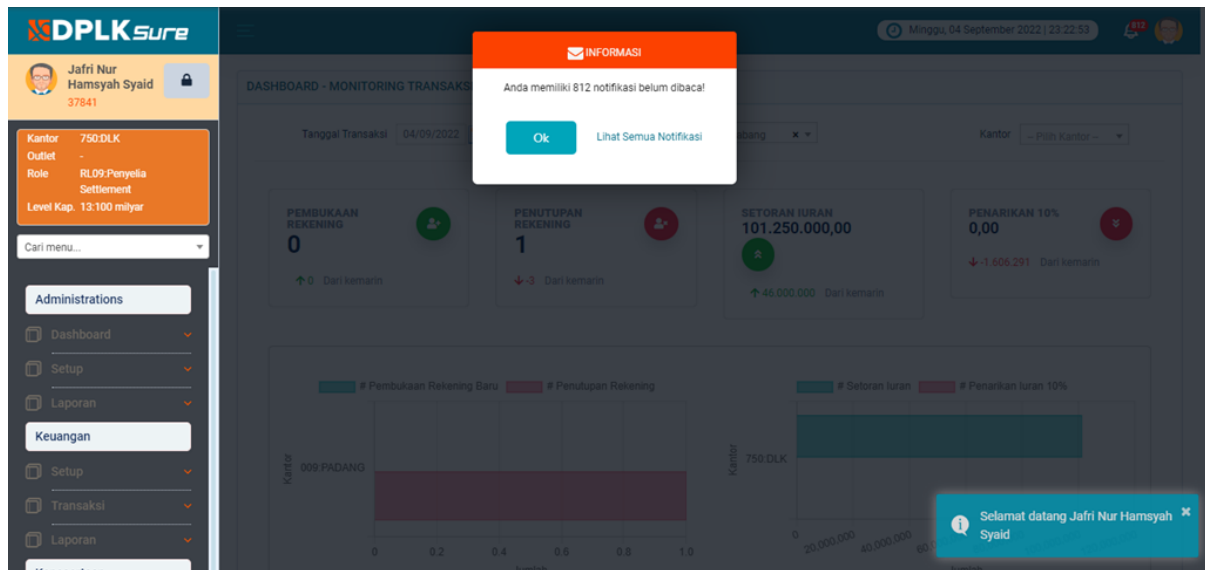 DPLKSure
Jafri Nur
Hamsyah Syaid
37841
Kantor 750:DLK
Outlet -
Role RL09:Penyelia
Settlement
Level Kap. 13:100 milyar
Cari menu...
Administrations
Dashboard
Setup
Laporan
Keuangan
Setup
Transaksi
Laporan
Minggu, 04 September 2022 | 23:22:53
812
INFORMASI
Anda memiliki 812 notifikasi belum dibaca!
Ok Lihat Semua Notifikasi
DASHBOARD - MONITORING TRANSAKS
Tanggal Transaksi 04/09/2022
abang
Kantor -- Pilih Kantor --
PEMBUKAAN
REKENING
0
0 Dari kemarin
PENUTUPAN
REKENING
1
-3 Dari kemarin
SETORAN IURAN
101.250.000,00
46.000.000 Dari kemarin
PENARIKAN 10%
0,00
-1.606.291 Dari kemarin
# Pembukaan Rekening Baru # Penutupan Rekening
Kantor
009:PADANG
0 0.2 0.4 0.6 0.8 1.0
# Setoran Iuran # Penarikan Iuran 10%
Kantor
750:DLK
0 20.000.000 40.000.000
Selamat datang Jafri Nur Hamsyah
Syaid